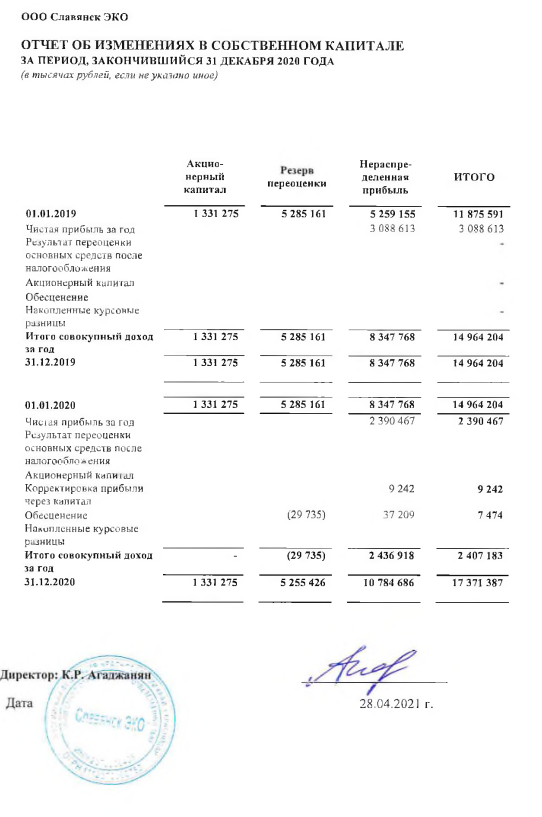 ООО Славянск ЭКО
ОТЧЕТ ОБ ИЗМЕНЕНИЯХ В СОБСТВЕННОМ КАПИТАЛЕ
ЗА ПЕРИОД, ЗАКОНЧИВШИЙСЯ 31 ДЕКАБРЯ 2020 ГОДА
(в тысячах рублей, если не указано иное)
Акцио-
нерный
капитал
Резерв
переоценки
Нераспре-
деленная
прибыль
ИТОГО
01.01.2019 1 331 275 5 285 161 5 259 155 11 875 591
Чистая прибыль за год 3 088 613 3 088 613
Результат переоценки
основных средств после
налогообложения -
Акционерный капитал -
Обесценение
Накопленные курсовые
разницы -
Итого совокупный доход
за год 1 331 275 5 285 161 8 347 768 14 964 204
31.12.2019 1 331 275 5 285 161 8 347 768 14 964 204
01.01.2020 1 331 275 5 285 161 8 347 768 14 964 204
Чистая прибыль за год 2 390 467 2 390 467
Результат переоценки
основных средств после
налогообложения
Акционерный капитал
Корректировка прибыли
через капитал 9 242 9 242
Обесценение (29 735) 37 209 7 474
Накопленные курсовые
разницы
Итого совокупный доход
за год - (29 735) 2 436 918 2 407 183
31.12.2020 1 331 275 5 255 426 10 784 686 17 371 387
Директор: К.Р. Агаджанян
Дата 28.04.2021 г.
Славянск ЭКО